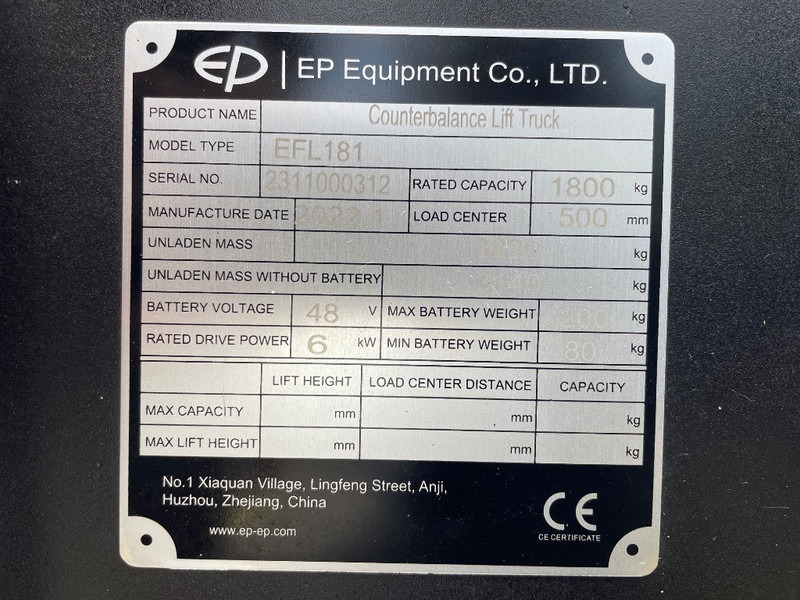 EP | EP Equipment Co., LTD.
PRODUCT NAME Counterbalance Lift Truck
MODEL TYPE EFL181
SERIAL NO. 2311000312 RATED CAPACITY 1800 kg
MANUFACTURE DATE 2022.1 LOAD CENTER 500 mm
UNLADEN MASS kg
UNLADEN MASS WITHOUT BATTERY kg
BATTERY VOLTAGE 48 V MAX BATTERY WEIGHT kg
RATED DRIVE POWER 6 kW MIN BATTERY WEIGHT 80 kg
LIFT HEIGHT LOAD CENTER DISTANCE CAPACITY
MAX CAPACITY mm mm kg
MAX LIFT HEIGHT mm mm kg
No.1 Xiaquan Village, Lingfeng Street, Anji,
Huzhou, Zhejiang, China
www.ep-ep.com
CE
CE CERTIFICATE